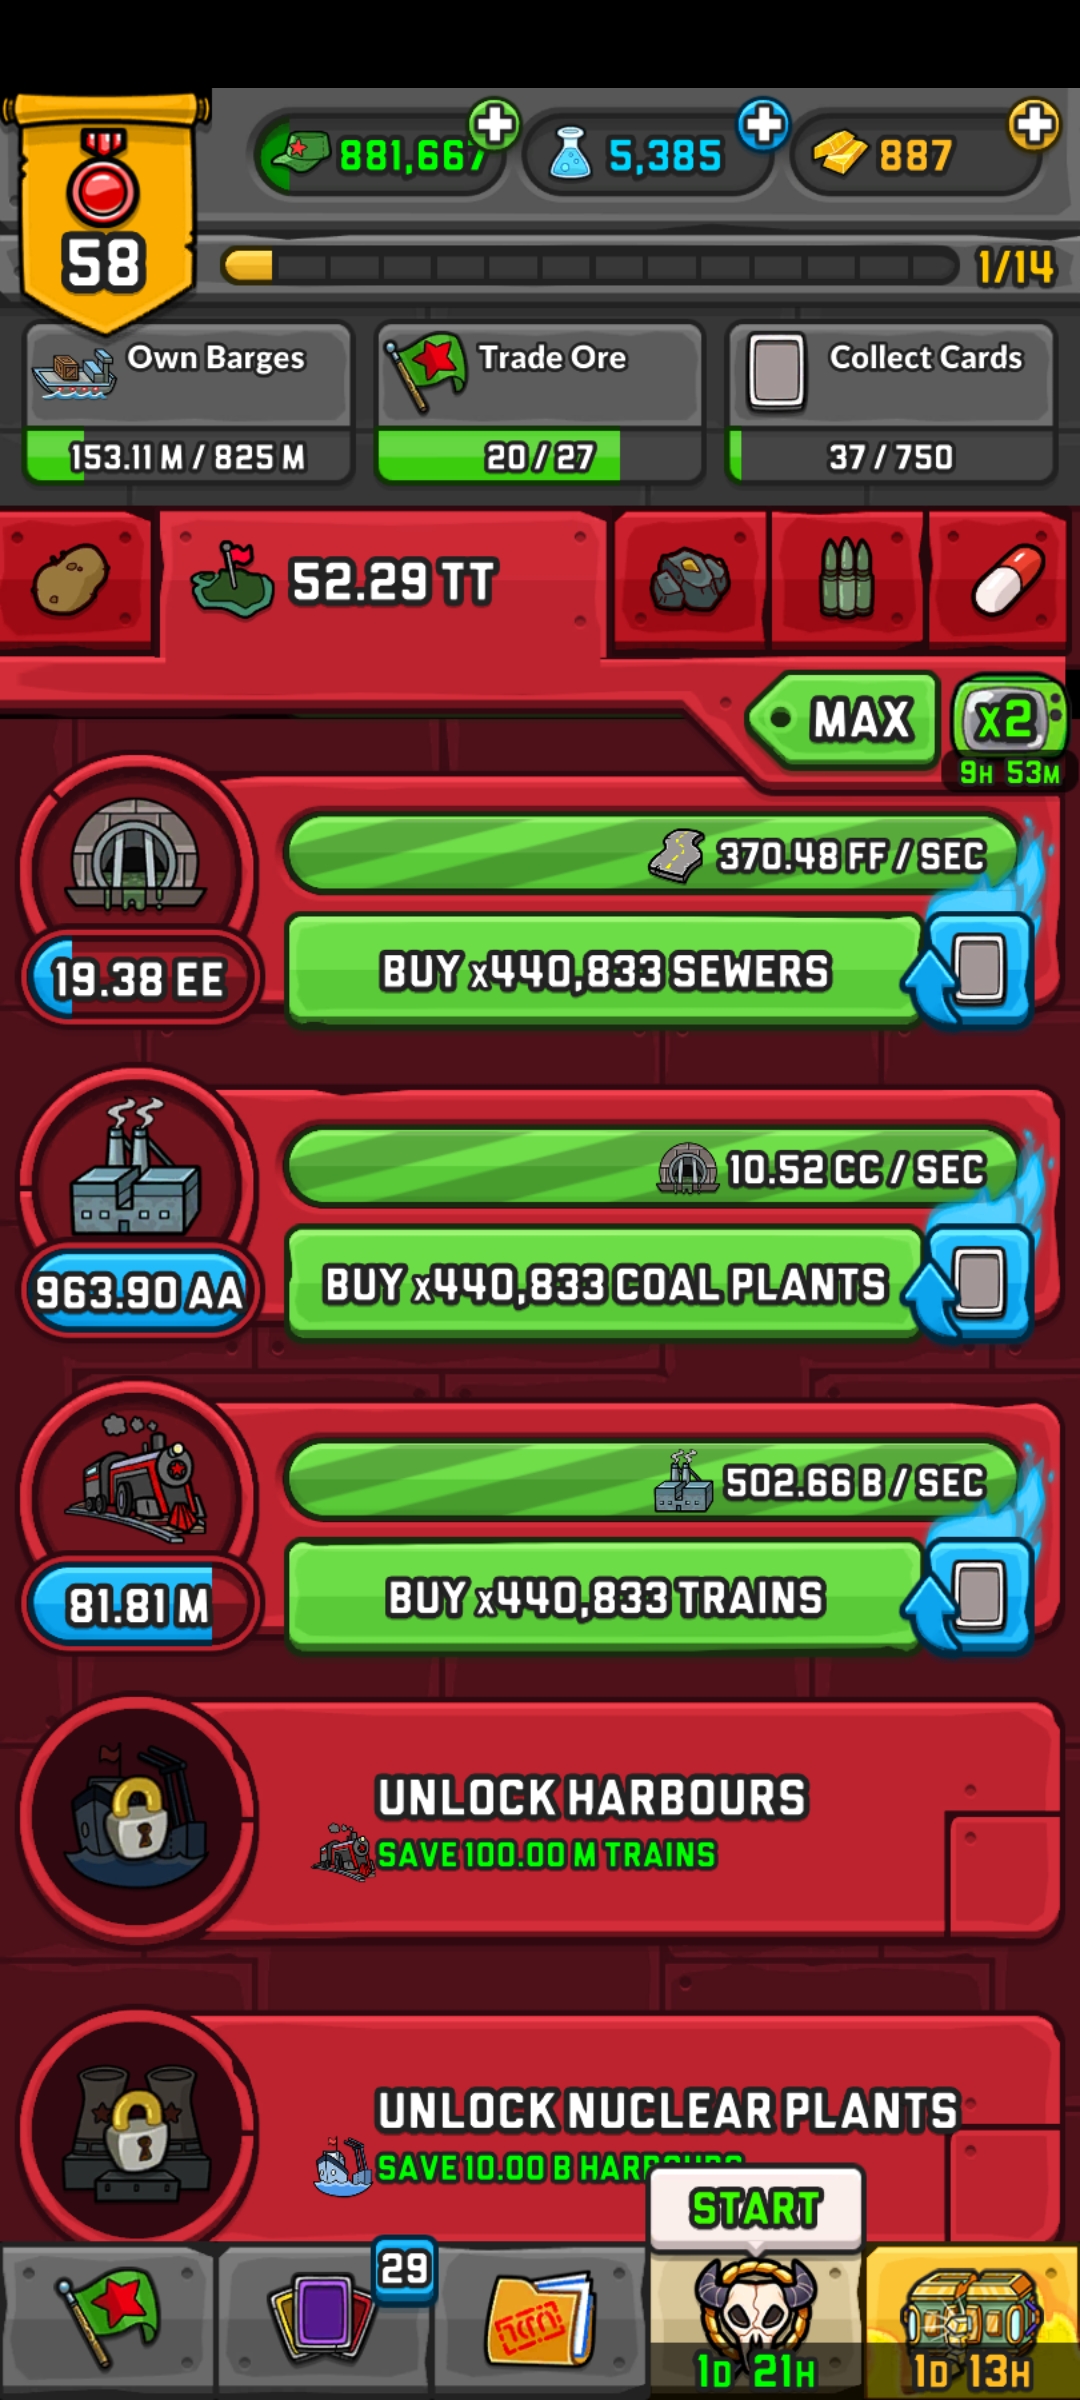 881,667
5,385
887
58
1/14
Own Barges
153.11 M / 825 M
Trade Ore
20 / 27
Collect Cards
37 / 750
52.29 TT
MAX
x2
9H 53M
370.48 FF / SEC
19.38 EE
BUY x440,833 SEWERS
10.52 CC / SEC
963.90 AA
BUY x440,833 COAL PLANTS
502.66 B / SEC
81.81 M
BUY x440,833 TRAINS
UNLOCK HARBOURS
SAVE 100.00 M TRAINS
UNLOCK NUCLEAR PLANTS
SAVE 10.00 B HARBOURS
START
29
1D 21H
1D 13H